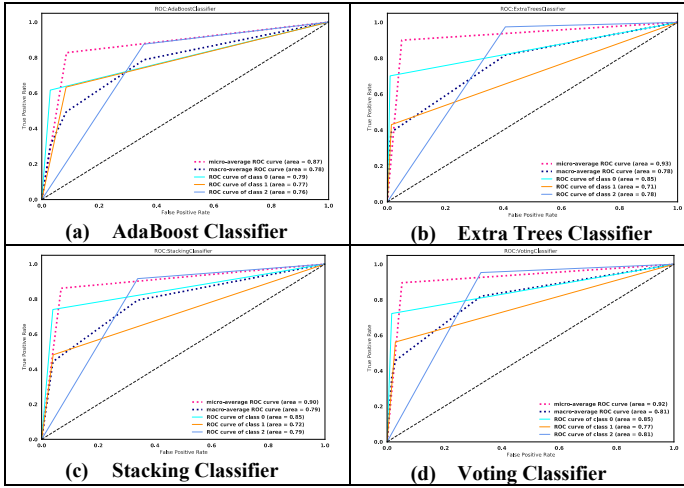 ROC:AdaBoostClassifier
1.0
0.8
0.6
0.4
0.2
0.0
True Positive Rate
micro-average ROC curve (area = 0.87)
macro-average ROC curve (area = 0.78)
ROC curve of class 0 (area = 0.79)
ROC curve of class 1 (area = 0.77)
ROC curve of class 2 (area = 0.76)
0.0 0.2 0.4 0.6 0.8 1.0
False Positive Rate
(a) AdaBoost Classifier
ROC:ExtraTreesClassifier
1.0
0.8
0.6
0.4
0.2
0.0
True Positive Rate
micro-average ROC curve (area = 0.93)
macro-average ROC curve (area = 0.78)
ROC curve of class 0 (area = 0.85)
ROC curve of class 1 (area = 0.71)
ROC curve of class 2 (area = 0.78)
0.0 0.2 0.4 0.6 0.8 1.0
False Positive Rate
(b) Extra Trees Classifier
ROC:StackingClassifier
1.0
0.8
0.6
0.4
0.2
0.0
True Positive Rate
micro-average ROC curve (area = 0.90)
macro-average ROC curve (area = 0.79)
ROC curve of class 0 (area = 0.85)
ROC curve of class 1 (area = 0.72)
ROC curve of class 2 (area = 0.79)
0.0 0.2 0.4 0.6 0.8 1.0
False Positive Rate
(c) Stacking Classifier
ROC:VotingClassifier
1.0
0.8
0.6
0.4
0.2
0.0
True Positive Rate
micro-average ROC curve (area = 0.92)
macro-average ROC curve (area = 0.81)
ROC curve of class 0 (area = 0.85)
ROC curve of class 1 (area = 0.77)
ROC curve of class 2 (area = 0.81)
0.0 0.2 0.4 0.6 0.8 1.0
False Positive Rate
(d) Voting Classifier